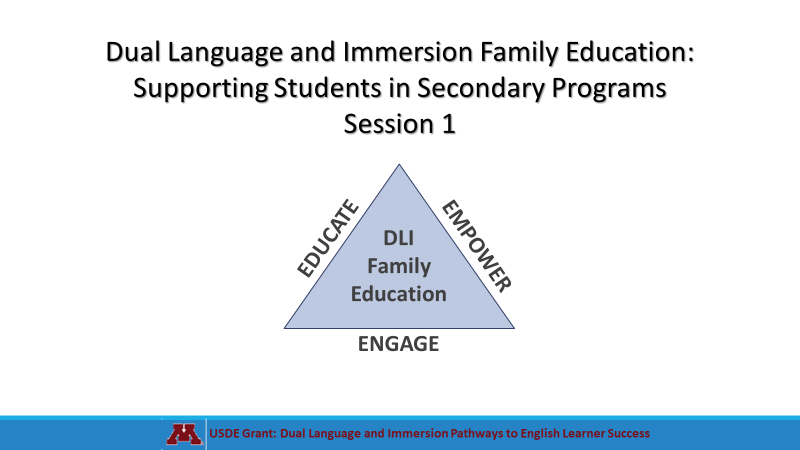 Dual Language and Immersion Family Education:
Supporting Students in Secondary Programs
Session 1
EDUCATE
EMPOWER
DLI
Family
Education
ENGAGE
M
USDE Grant: Dual Language and Immersion Pathways to English Learner Success